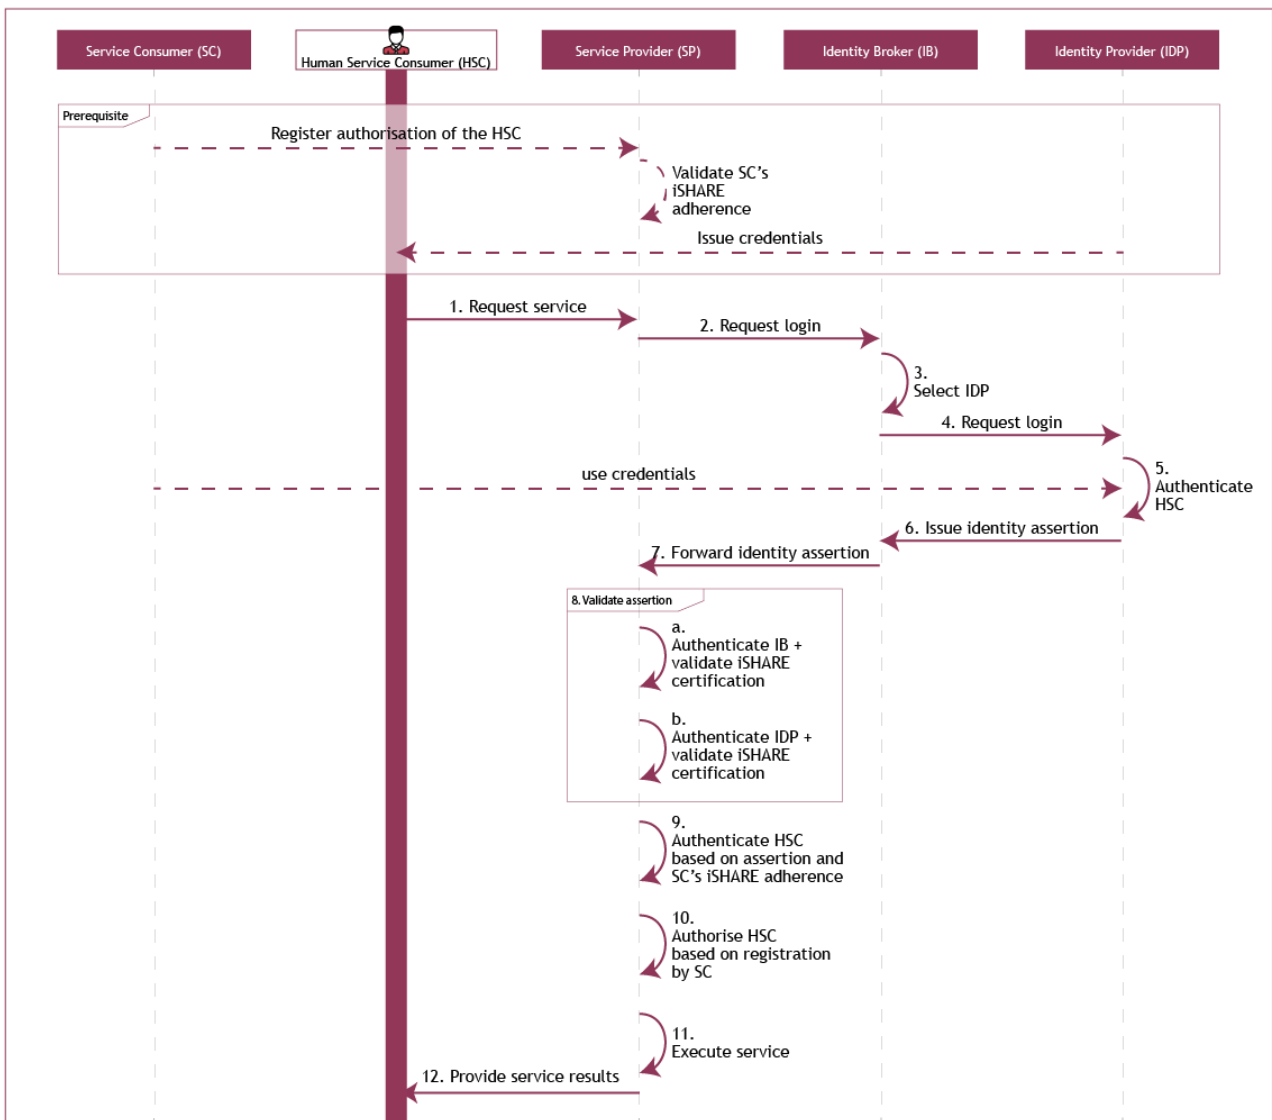 Service Consumer (SC)
Human Service Consumer (HSC)
Service Provider (SP)
Identity Broker (IB)
Identity Provider (IDP)
Prerequisite
Register authorisation of the HSC
Validate SC's
iSHARE
adherence
Issue credentials
1. Request service
2. Request login
3.
Select IDP
4. Request login
use credentials
5.
Authenticate
HSC
6. Issue identity assertion
7. Forward identity assertion
8. Validate assertion
a.
Authenticate IB +
validate iSHARE
certification
b.
Authenticate IDP +
validate iSHARE
certification
9.
Authenticate HSC
based on assertion and
SC's iSHARE adherence
10.
Authorise HSC
based on registration
by SC
11.
Execute service
12. Provide service results